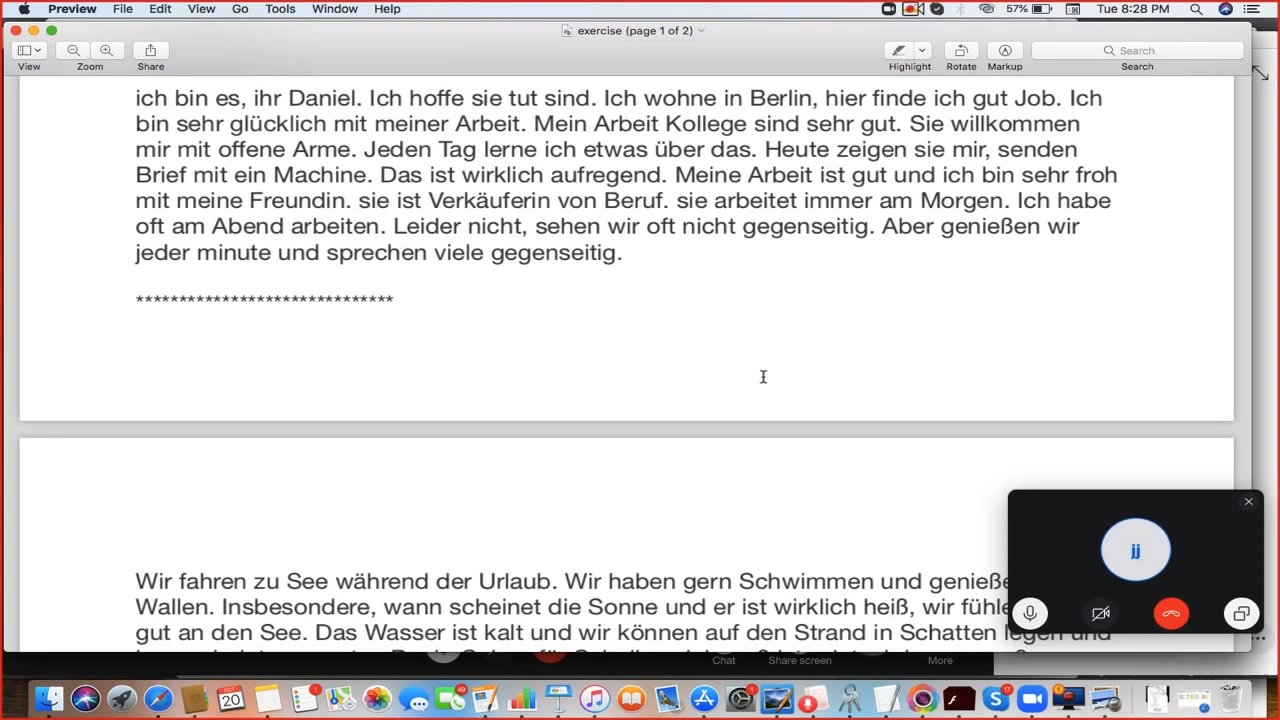 Preview File Edit View Go Tools Window Help 57% Tue 8:28 PM
exercise (page 1 of 2)
View Zoom Share Highlight Rotate Markup Search
Search
ich bin es, ihr Daniel. Ich hoffe sie tut sind. Ich wohne in Berlin, hier finde ich gut Job. Ich
bin sehr glücklich mit meiner Arbeit. Mein Arbeit Kollege sind sehr gut. Sie willkommen
mir mit offene Arme. Jeden Tag lerne ich etwas über das. Heute zeigen sie mir, senden
Brief mit ein Machine. Das ist wirklich aufregend. Meine Arbeit ist gut und ich bin sehr froh
mit meine Freundin. sie ist Verkäuferin von Beruf. sie arbeitet immer am Morgen. Ich habe
oft am Abend arbeiten. Leider nicht, sehen wir oft nicht gegenseitig. Aber genießen wir
jeder minute und sprechen viele gegenseitig.
******************************
jj
Wir fahren zu See während der Urlaub. Wir haben gern Schwimmen und genieße
Wallen. Insbesondere, wann scheinet die Sonne und er ist wirklich heiß, wir fühle
gut an den See. Das Wasser ist kalt und wir können auf den Strand in Schatten legen und
Chat Share screen More
OCT 20 1 49 1 17